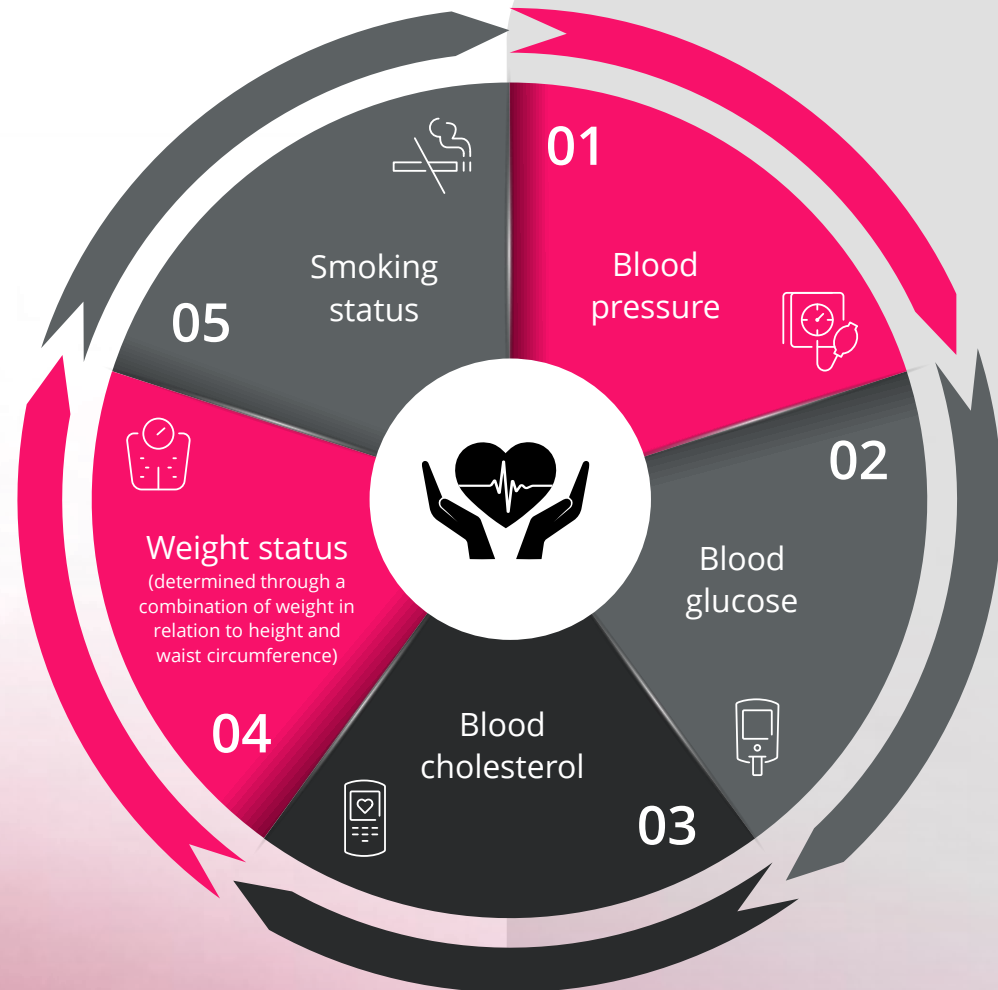 01
Blood
pressure
02
Blood
glucose
03
Blood
cholesterol
04
Weight status
(determined through a
combination of weight in
relation to height and
waist circumference)
05
Smoking
status